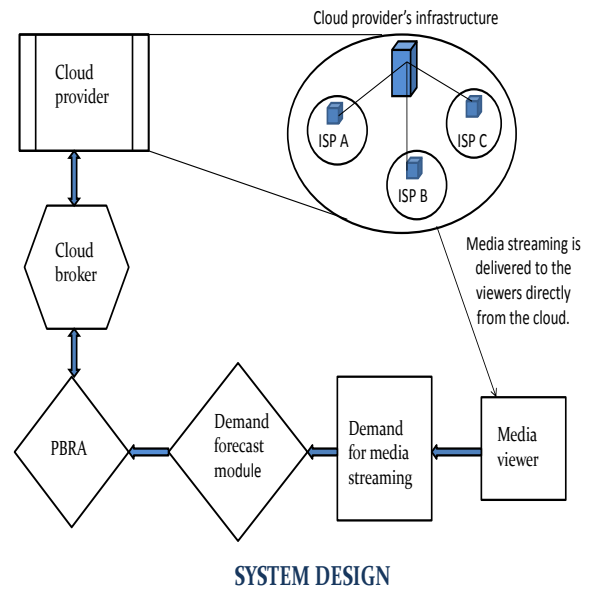 Cloud provider's infrastructure
Cloud
provider
ISP A
ISP C
ISP B
Cloud
broker
Media streaming is
delivered to the
viewers directly
from the cloud.
PBRA
Demand
forecast
module
Demand
for media
streaming
Media
viewer
SYSTEM DESIGN